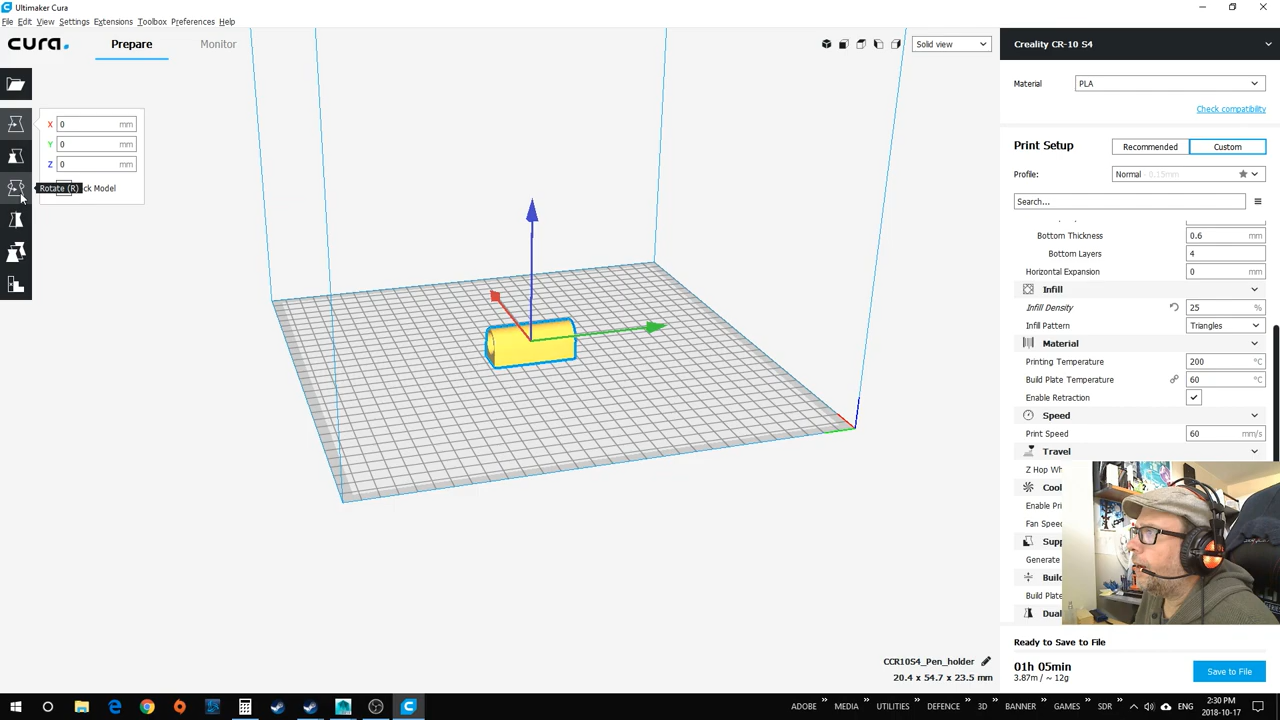 Ultimaker Cura
File Edit View Settings Extensions Toolbox Preferences Help
cura.
Prepare
Monitor
Solid view
X 0 mm
Y 0 mm
Z 0 mm
Rotate (R)
ck Model
Creality CR-10 S4
Material PLA
Check compatibility
Print Setup Recommended Custom
Profile: Normal - 0.15mm
Search...
Bottom Thickness 0.6 mm
Bottom Layers 4
Horizontal Expansion 0 mm
Infill
Infill Density 25 %
Infill Pattern Triangles
Material
Printing Temperature 200 °C
Build Plate Temperature 60 °C
Enable Retraction
Speed
Print Speed 60 mm/s
Travel
Z Hop Wh
Cool
Enable Pri
Fan Speed
Supp
Generate
Build
Build Plate
Dual
CCR10S4_Pen_holder
20.4 x 54.7 x 23.5 mm
Ready to Save to File
01h 05min
3.87m / ~ 12g
Save to File
ADOBE » MEDIA » UTILITIES » DEFENCE » 3D » BANNER » GAMES » SDR » ENG
2:30 PM
2018-10-17